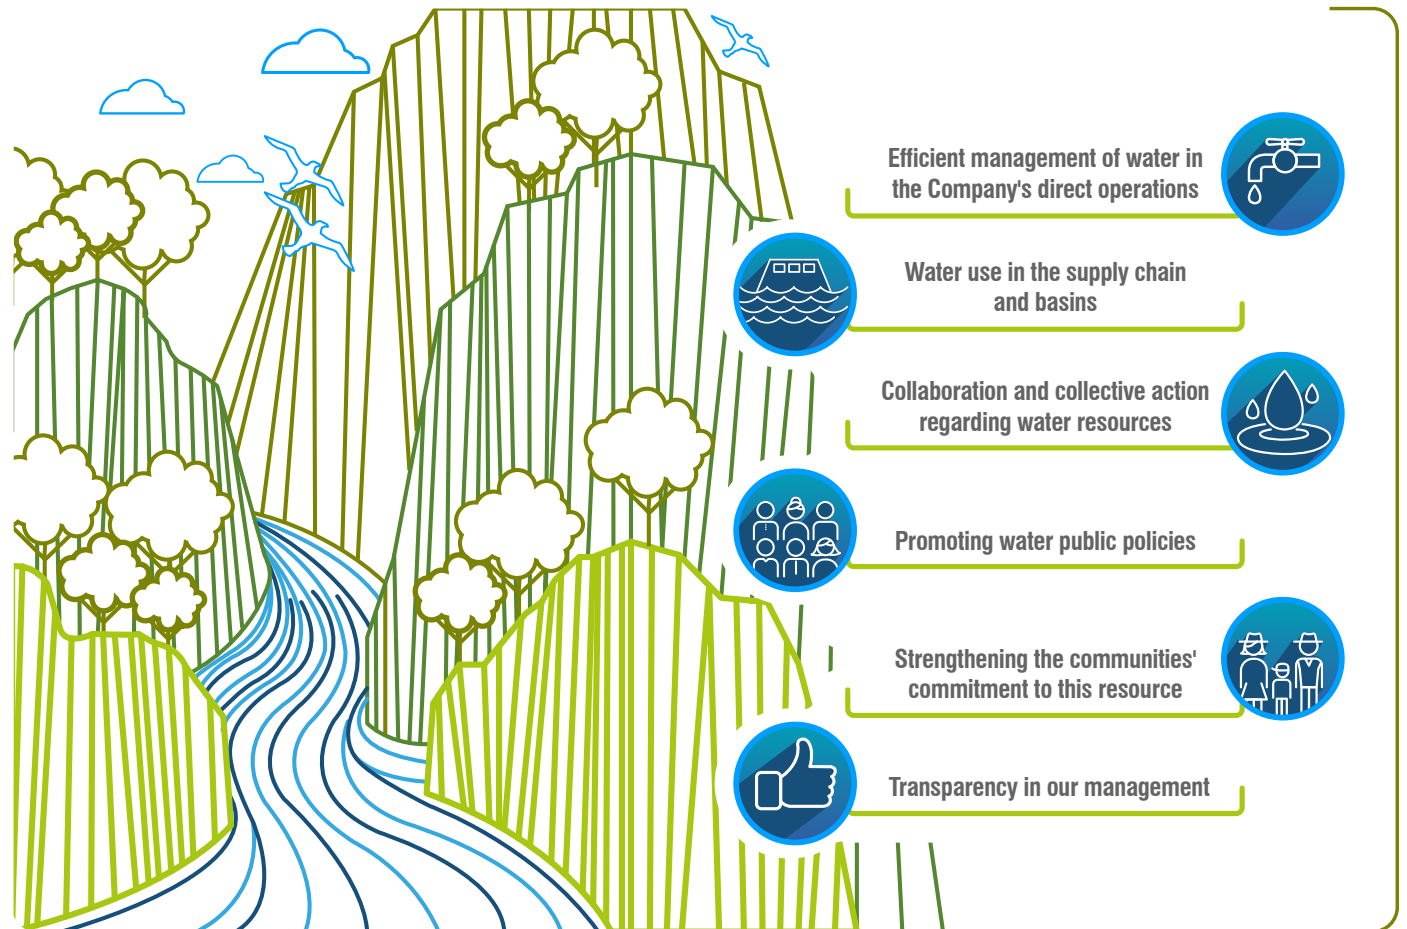 Efficient management of water in
the Company's direct operations
Water use in the supply chain
and basins
Collaboration and collective action
regarding water resources
Promoting water public policies
Strengthening the communities'
commitment to this resource
Transparency in our management